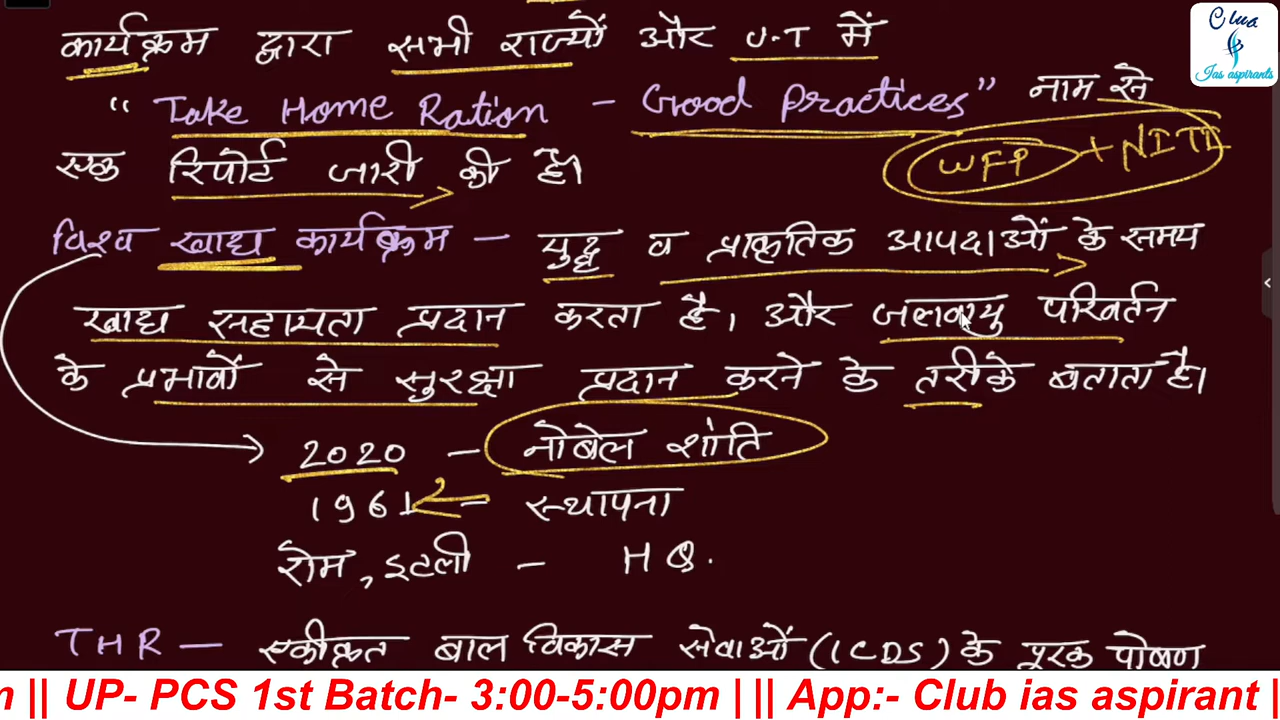 Club
Ias aspirants
कार्यक्रम द्वारा सभी राज्यों और U.T में
"Take Home Ration - Good Practices" नाम से
एक रिपोर्ट जारी की है।
WFP + NITI
विश्व खाद्य कार्यक्रम - युद्ध व प्राकृतिक आपदाओं के समय
खाद्य सहायता प्रदान करता है। और जलवायु परिवर्तन
के प्रभावों से सुरक्षा प्रदान करने के तरीके बताता है।
2020 - नोबेल शांति
1961 - स्थापना
रोम, इटली - HQ.
THR - एकीकृत बाल विकास सेवाओं (ICDS) के पूरक पोषण
|| UP- PCS 1st Batch- 3:00-5:00pm | || App:- Club ias aspirant |